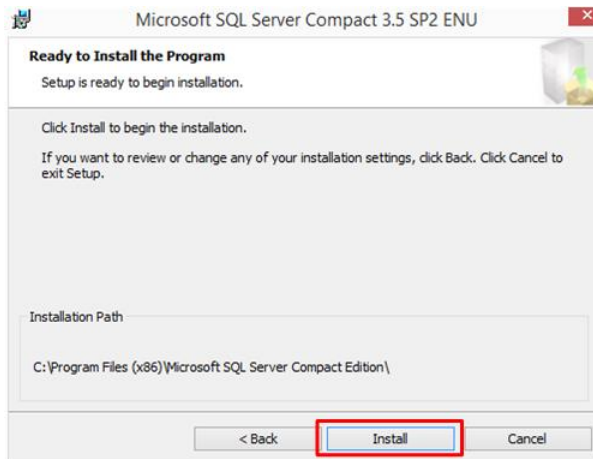 Microsoft SQL Server Compact 3.5 SP2 ENU
Ready to Install the Program
Setup is ready to begin installation.
Click Install to begin the installation.
If you want to review or change any of your installation settings, click Back. Click Cancel to
exit Setup.
Installation Path
C:\Program Files (x86)\Microsoft SQL Server Compact Edition\
< Back Install Cancel